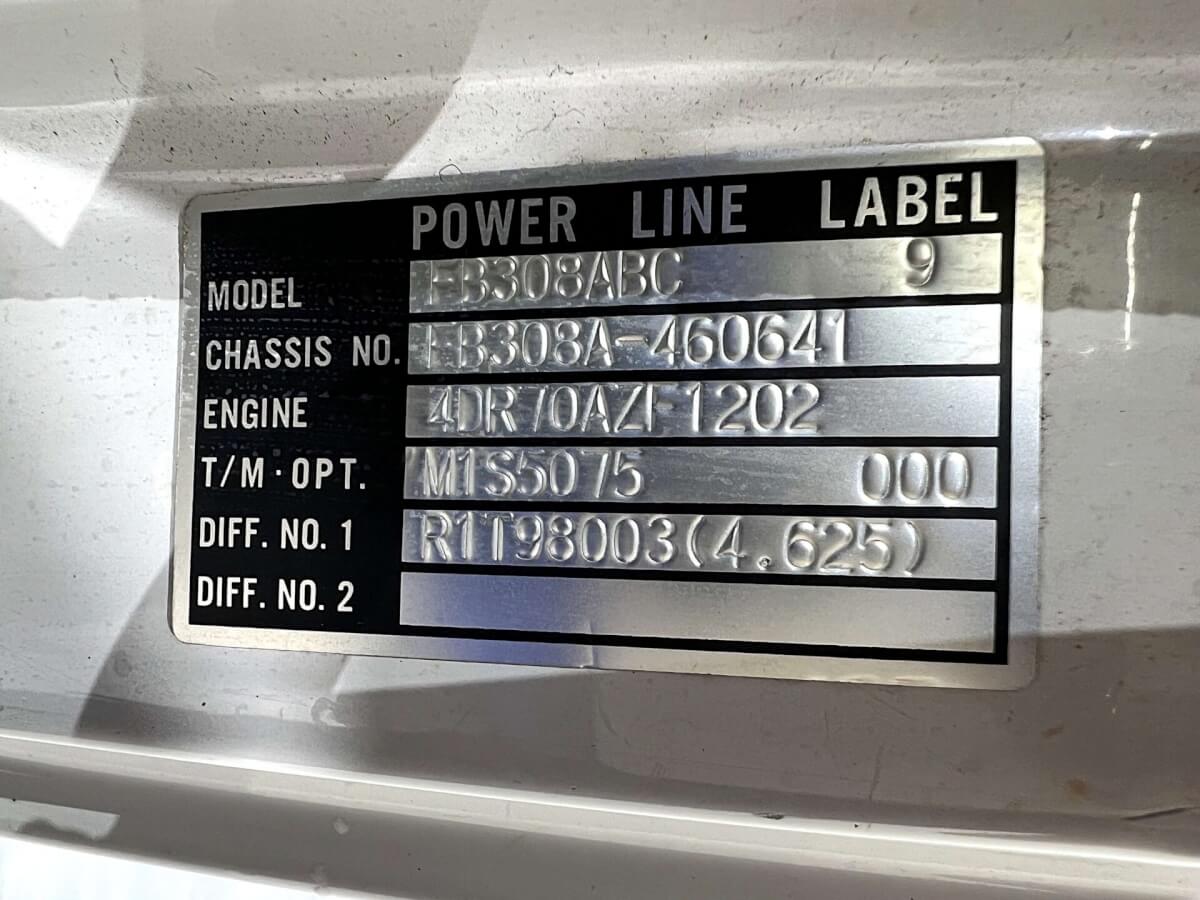 POWER LINE LABEL
MODEL FB308ABC 9
CHASSIS NO. FB308A-460641
ENGINE 4DR70AZF1202
T/M·OPT. M1S5075 000
DIFF. NO. 1 R1T98003(4.625)
DIFF. NO. 2